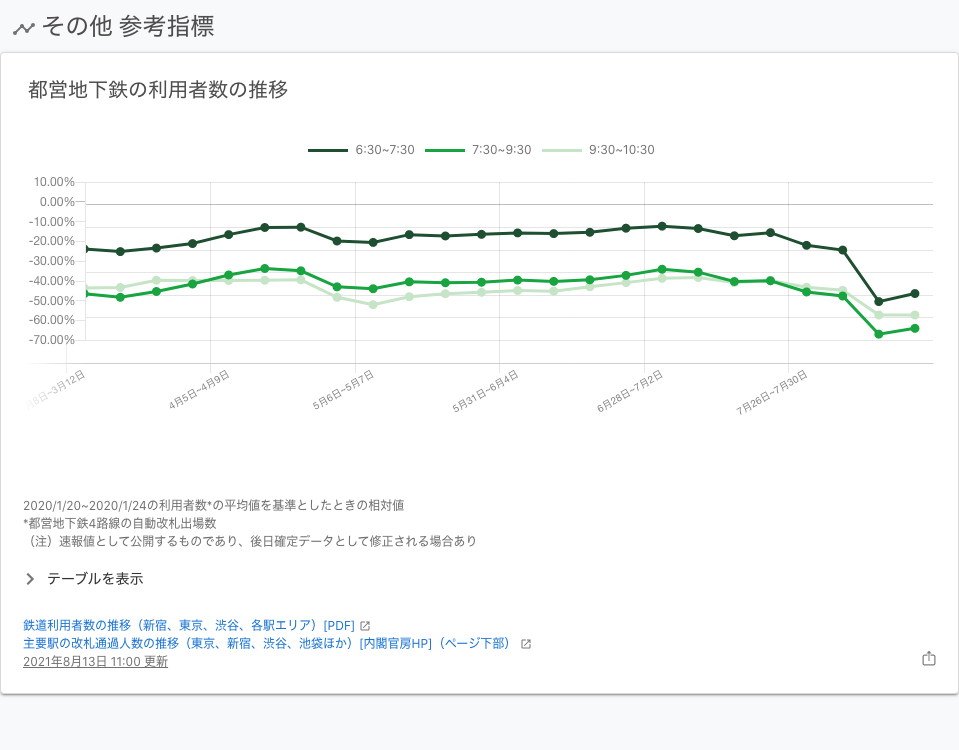 その他 参考指標
都営地下鉄の利用者数の推移
6:30~7:30 7:30~9:30 9:30~10:30
10.00%
0.00%
-10.00%
-20.00%
-30.00%
-40.00%
-50.00%
-60.00%
-70.00%
8日~3月12日 4月5日~4月9日 5月6日~5月7日 5月31日~6月4日 6月28日~7月2日 7月26日~7月30日
2020/1/20~2020/1/24の利用者数*の平均値を基準としたときの相対値
*都営地下鉄4路線の自動改札出場数
（注）速報値として公開するものであり、後日確定データとして修正される場合あり
テーブルを表示
鉄道利用者数の推移（新宿、東京、渋谷、各駅エリア）[PDF]
主要駅の改札通過人数の推移（東京、新宿、渋谷、池袋ほか）[内閣官房HP]（ページ下部）
2021年8月13日 11:00 更新